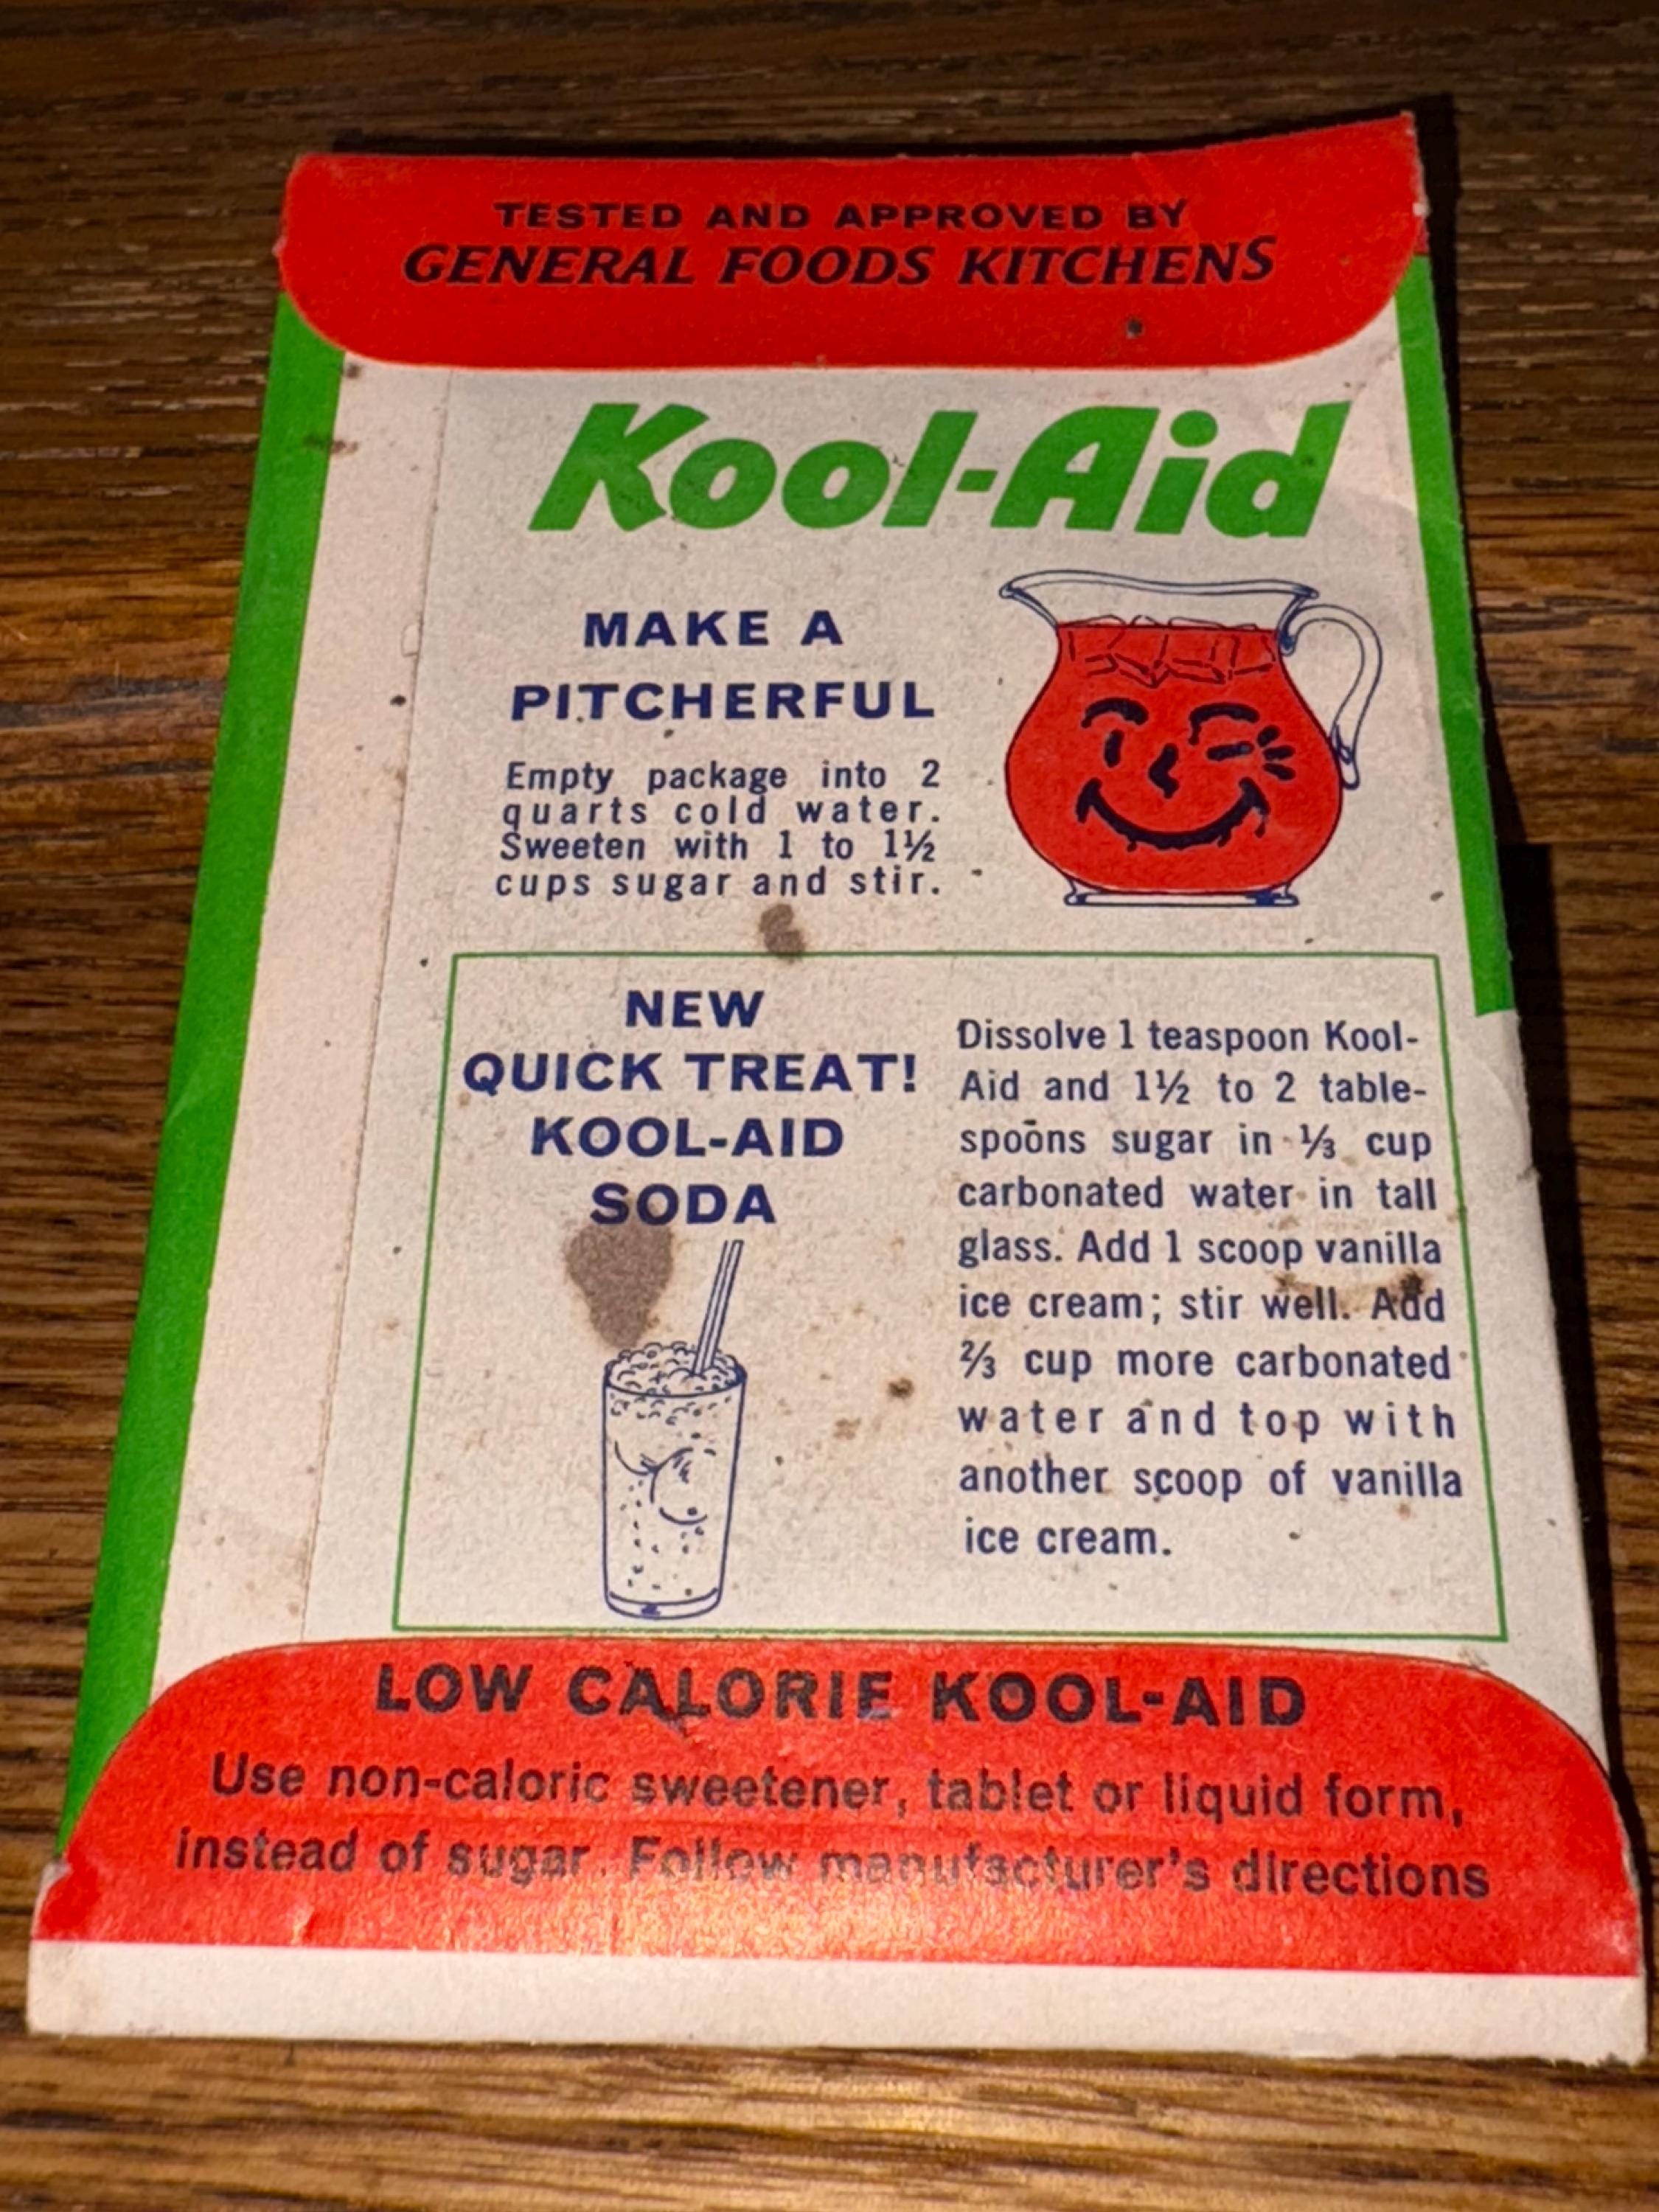 TESTED AND APPROVED BY
GENERAL FOODS KITCHENS
Kool-Aid
MAKE A
PITCHERFUL
Empty package into 2
quarts cold water.
Sweeten with 1 to 1½
cups sugar and stir.
NEW
QUICK TREAT!
KOOL-AID
SODA
Dissolve 1 teaspoon Kool-
Aid and 1½ to 2 table-
spoons sugar in ⅓ cup
carbonated water in tall
glass. Add 1 scoop vanilla
ice cream; stir well. Add
⅔ cup more carbonated
water and top with
another scoop of vanilla
ice cream.
LOW CALORIE KOOL-AID
Use non-caloric sweetener, tablet or liquid form,
instead of sugar. Follow manufacturer's directions